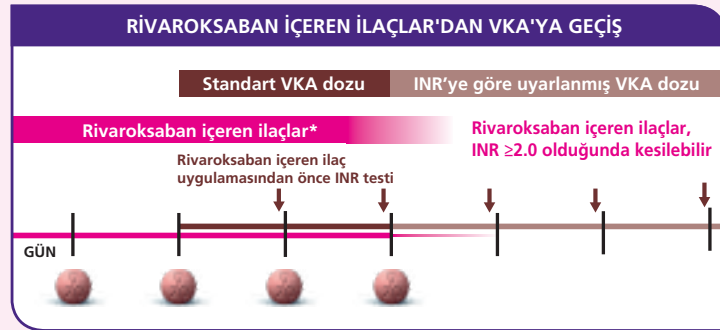 RİVAROKSABAN İÇEREN İLAÇLAR'DAN VKA'YA GEÇİŞ
Standart VKA dozu
INR’ye göre uyarlanmış VKA dozu
Rivaroksaban içeren ilaçlar*
Rivaroksaban içeren ilaçlar,
INR ≥2.0 olduğunda kesilebilir
Rivaroksaban içeren ilaç
uygulamasından önce INR testi
GÜN